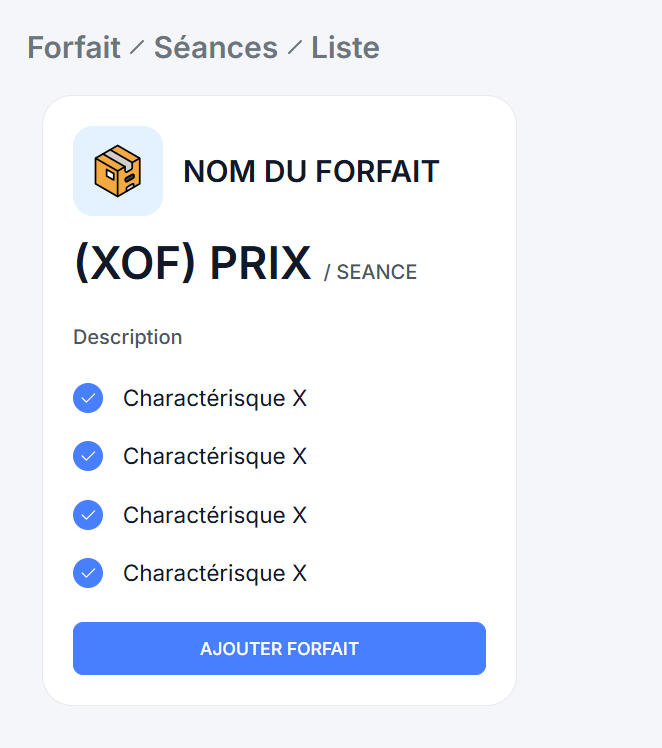 Forfait / Séances / Liste
NOM DU FORFAIT
(XOF) PRIX / SEANCE
Description
Charactérisque X
Charactérisque X
Charactérisque X
Charactérisque X
AJOUTER FORFAIT